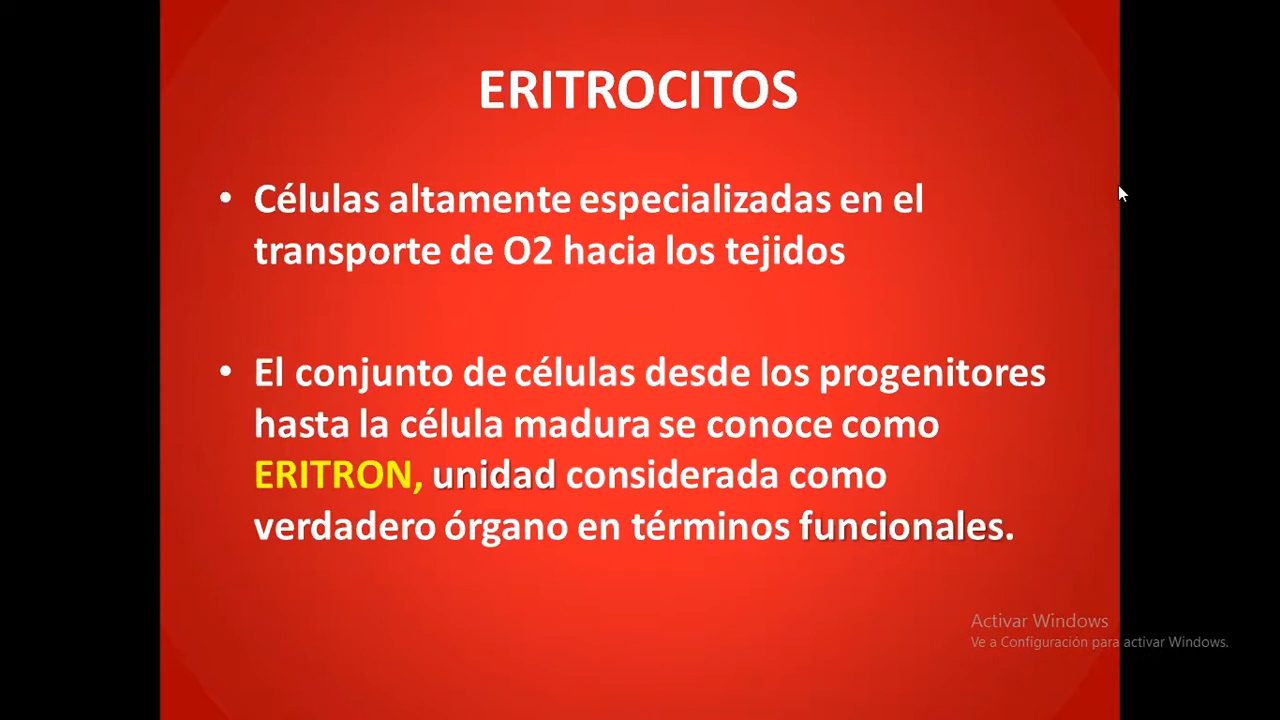 ERITROCITOS
• Células altamente especializadas en el
transporte de O2 hacia los tejidos
• El conjunto de células desde los progenitores
hasta la célula madura se conoce como
ERITRON, unidad considerada como
verdadero órgano en términos funcionales.
Activar Windows
Ve a Configuración para activar Windows.